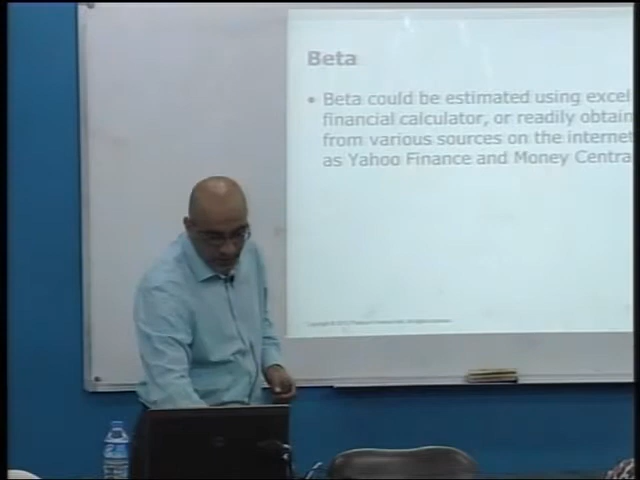 Beta
• Beta could be estimated using excel
financial calculator, or readily obtain
from various sources on the internet
as Yahoo Finance and Money Centra